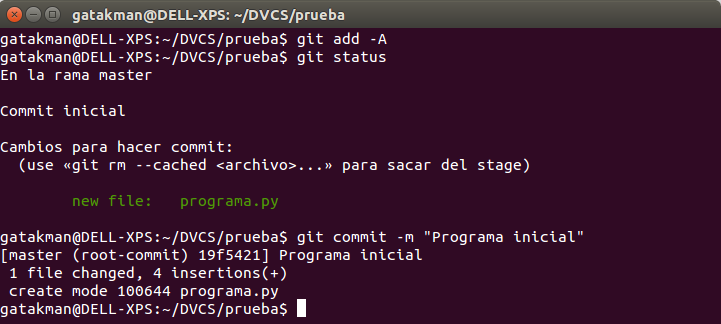 gatakman@DELL-XPS: ~/DVCS/prueba
gatakman@DELL-XPS:~/DVCS/prueba$ git add -A
gatakman@DELL-XPS:~/DVCS/prueba$ git status
En la rama master
Commit inicial
Cambios para hacer commit:
  (use «git rm --cached <archivo>...» para sacar del stage)
        new file:   programa.py
gatakman@DELL-XPS:~/DVCS/prueba$ git commit -m "Programa inicial"
[master (root-commit) 19f5421] Programa inicial
 1 file changed, 4 insertions(+)
 create mode 100644 programa.py
gatakman@DELL-XPS:~/DVCS/prueba$